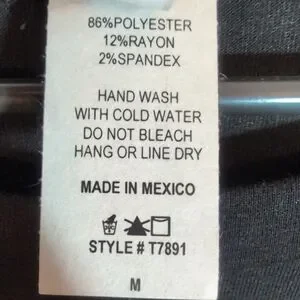 86%POLYESTER
12%RAYON
2%SPANDEX
HAND WASH
WITH COLD WATER
DO NOT BLEACH
HANG OR LINE DRY
MADE IN MEXICO
STYLE # T7891
M